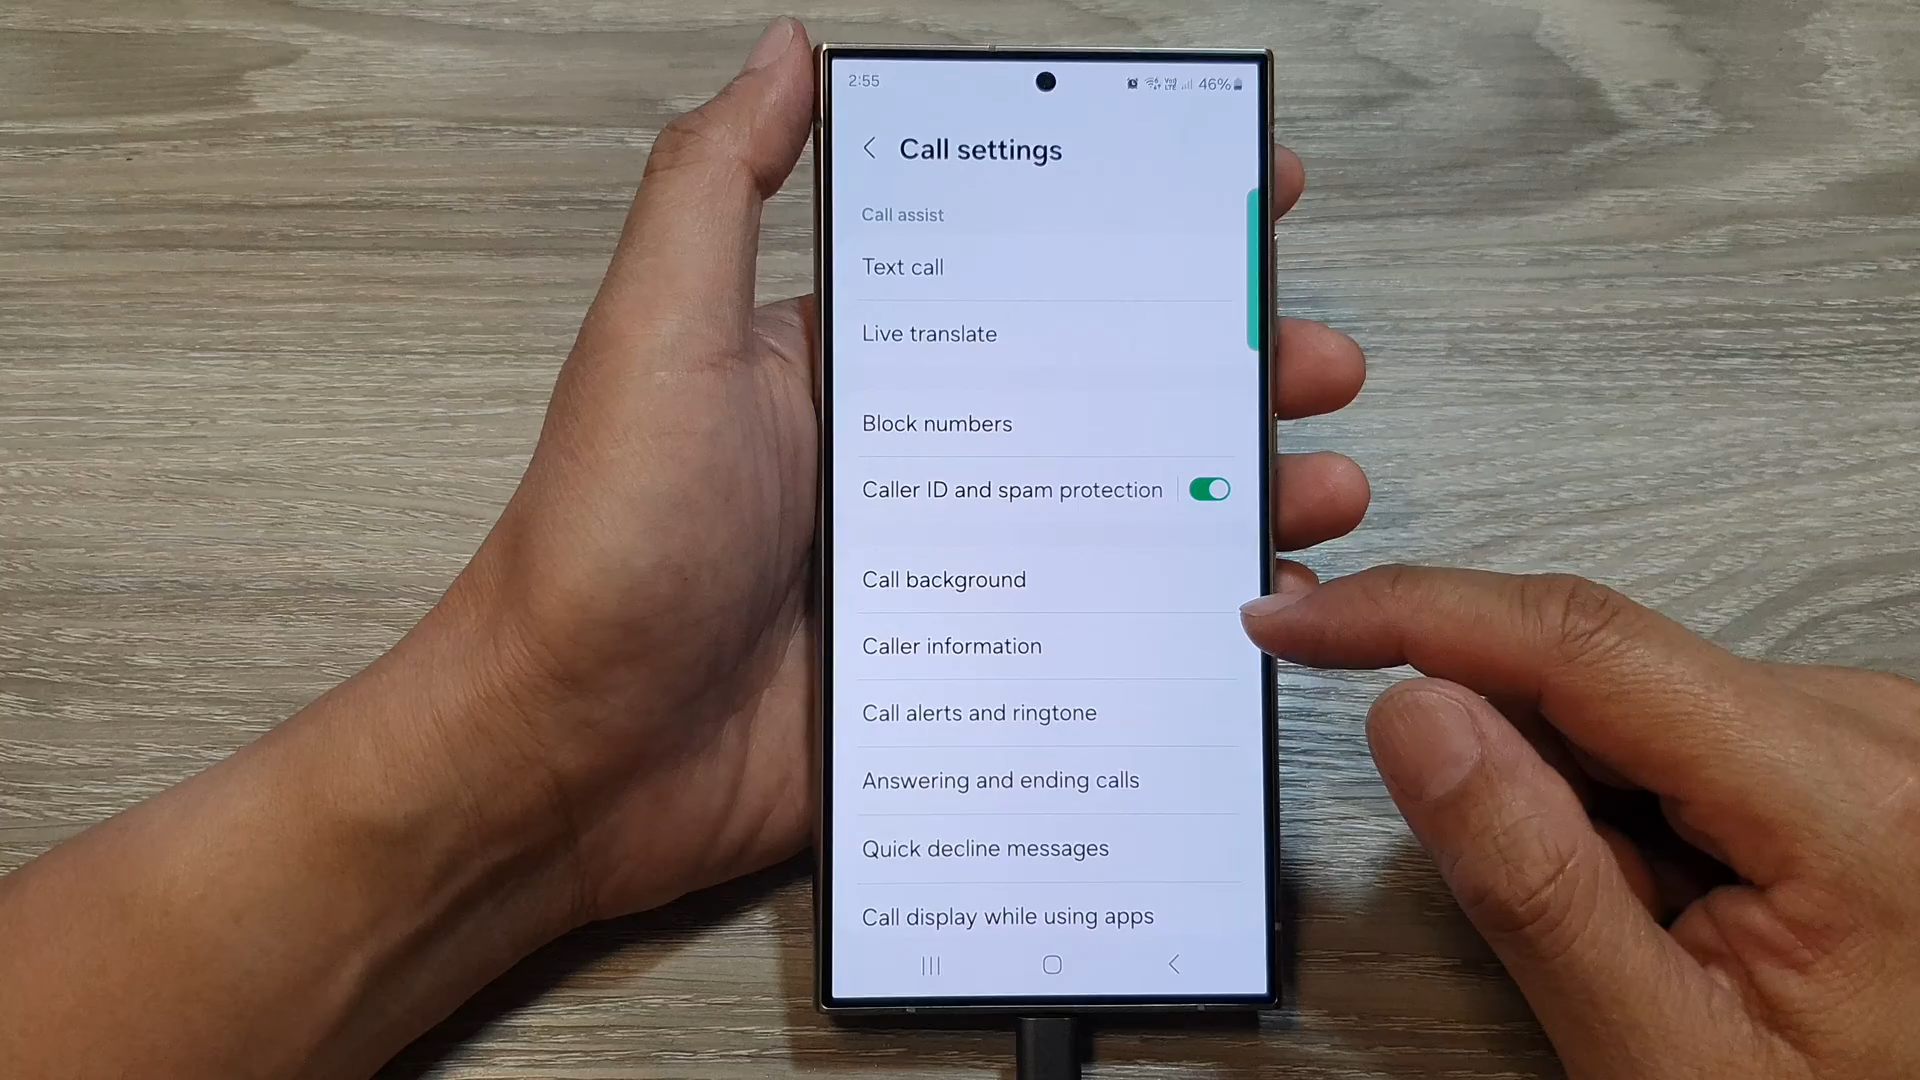 2:55
46%
Call settings
Call assist
Text call
Live translate
Block numbers
Caller ID and spam protection
Call background
Caller information
Call alerts and ringtone
Answering and ending calls
Quick decline messages
Call display while using apps